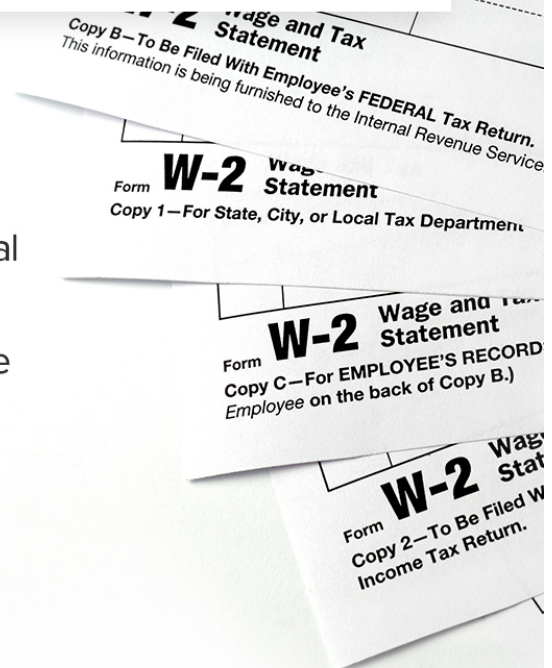 W-2 Wage and Tax
Statement
Copy B—To Be Filed With Employee's FEDERAL Tax Return.
This information is being furnished to the Internal Revenue Service.
Form W-2
Statement
Copy 1—For State, City, or Local Tax Department
al
e
Form W-2 Wage and
Statement
Copy C—For EMPLOYEE'S RECORD
Employee on the back of Copy B.)
Form W-2
Stat
Copy 2—To Be Filed W
Income Tax Return.